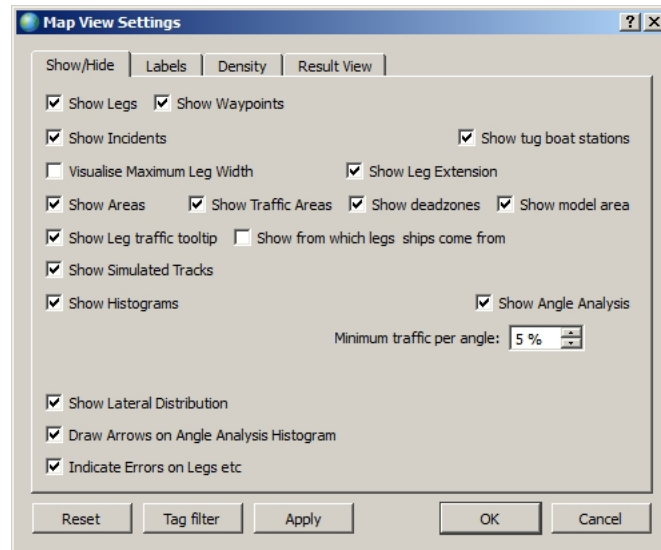 Map View Settings
Show/Hide Labels Density Result View
Show Legs Show Waypoints
Show Incidents Show tug boat stations
Visualise Maximum Leg Width Show Leg Extension
Show Areas Show Traffic Areas Show deadzones Show model area
Show Leg traffic tooltip Show from which legs ships come from
Show Simulated Tracks
Show Histograms Show Angle Analysis
Minimum traffic per angle: 5 %
Show Lateral Distribution
Draw Arrows on Angle Analysis Histogram
Indicate Errors on Legs etc
Reset Tag filter Apply OK Cancel